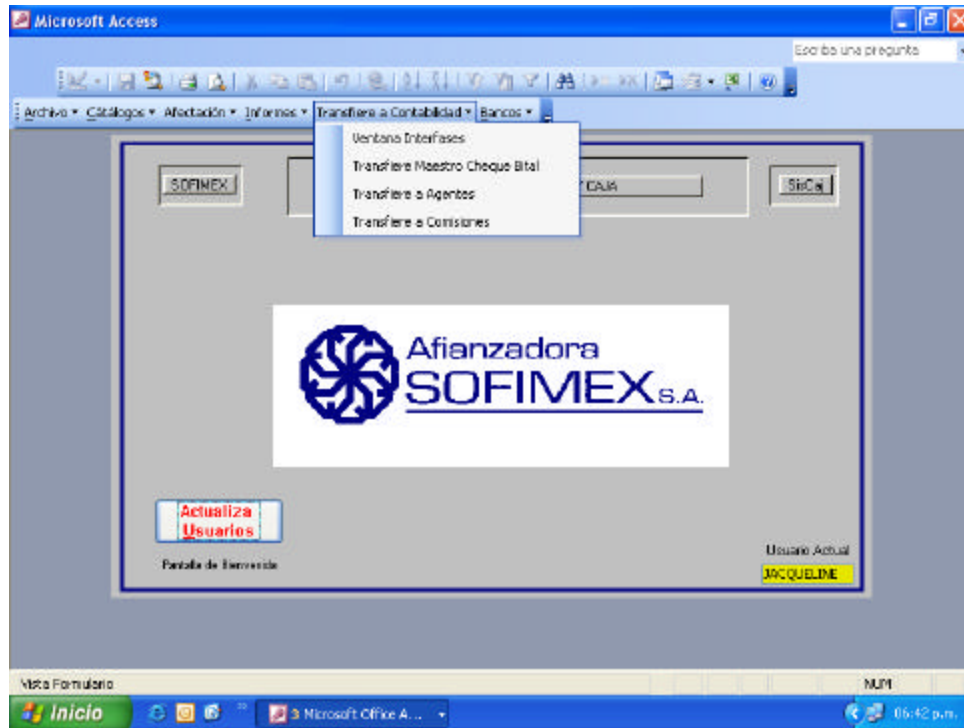 Microsoft Access
Escriba una pregunta
Archivo Cátálogos Afectación Informes Transfiere a Contabilidad Bancos
Ventana Interfases
Transfiere Maestro Cheque Bital
Transfiere a Agentes
Transfiere a Comisiones
SOFIMEX
Y CAJA
SisCaj
Afianzadora
SOFIMEX S.A.
Actualiza
Usuarios
Pantalla de Bienvenida
Usuario Actual
JACQUELINE
Vista Formulario
NUM
Inicio
3 Microsoft Office A...
06:42 p.m.